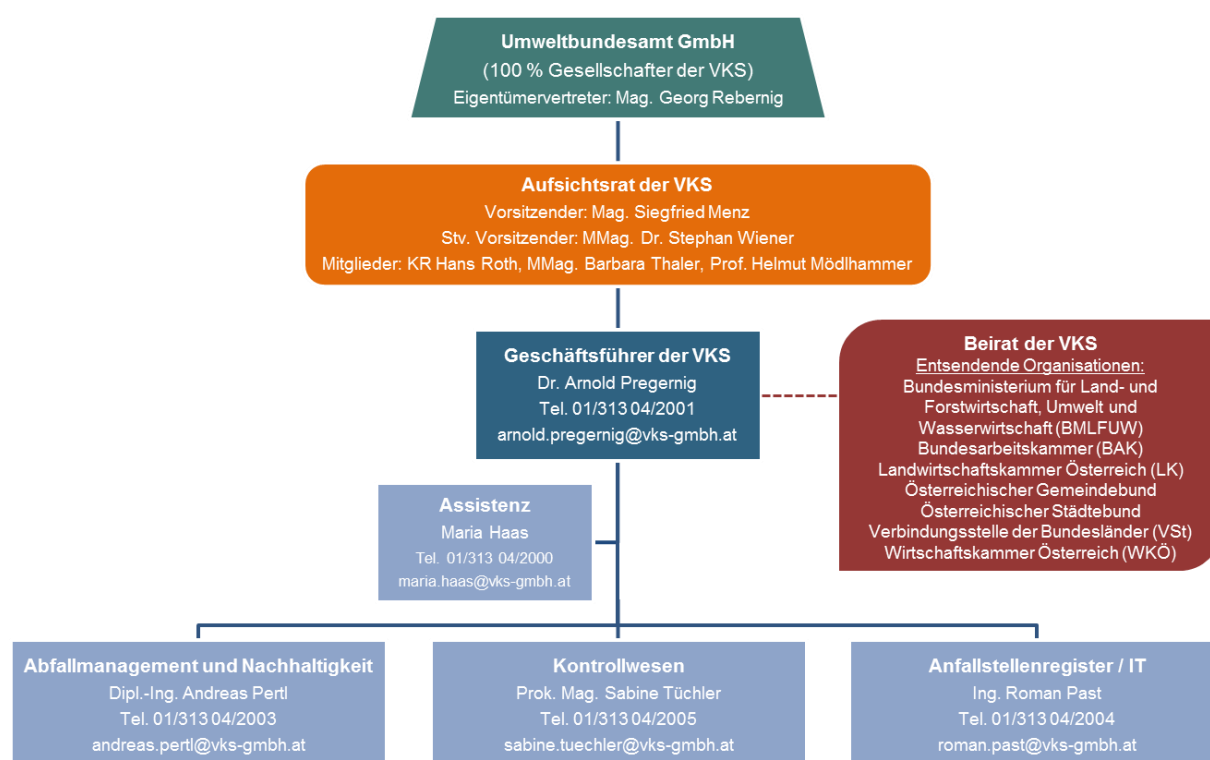 Umweltbundesamt GmbH
(100 % Gesellschafter der VKS)
Eigentümervertreter: Mag. Georg Rebernig
Aufsichtsrat der VKS
Vorsitzender: Mag. Siegfried Menz
Stv. Vorsitzender: MMag. Dr. Stephan Wiener
Mitglieder: KR Hans Roth, MMag. Barbara Thaler, Prof. Helmut Mödlhammer
Geschäftsführer der VKS
Dr. Arnold Pregernig
Tel. 01/313 04/2001
arnold.pregernig@vks-gmbh.at
Beirat der VKS
Entsendende Organisationen:
Bundesministerium für Land- und
Forstwirtschaft, Umwelt und
Wasserwirtschaft (BMLFUW)
Bundesarbeitskammer (BAK)
Landwirtschaftskammer Österreich (LK)
Österreichischer Gemeindebund
Österreichischer Städtebund
Verbindungsstelle der Bundesländer (VSt)
Wirtschaftskammer Österreich (WKÖ)
Assistenz
Maria Haas
Tel. 01/313 04/2000
maria.haas@vks-gmbh.at
Abfallmanagement und Nachhaltigkeit
Dipl.-Ing. Andreas Pertl
Tel. 01/313 04/2003
andreas.pertl@vks-gmbh.at
Kontrollwesen
Prok. Mag. Sabine Tüchler
Tel. 01/313 04/2005
sabine.tuechler@vks-gmbh.at
Anfallstellenregister / IT
Ing. Roman Past
Tel. 01/313 04/2004
roman.past@vks-gmbh.at